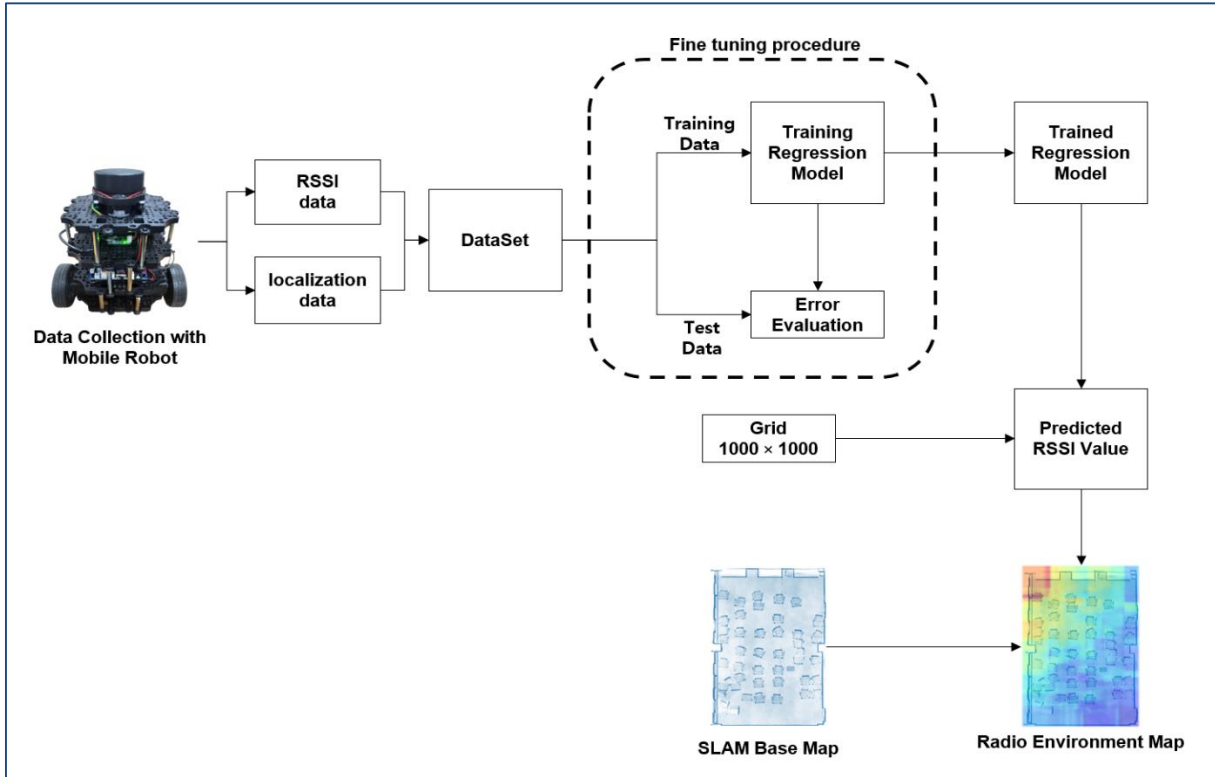 Fine tuning procedure
Training
Data
Training
Regression
Model
Trained
Regression
Model
RSSI
data
DataSet
localization
data
Error
Evaluation
Test
Data
Data Collection with
Mobile Robot
Grid
1000 × 1000
Predicted
RSSI Value
SLAM Base Map
Radio Environment Map